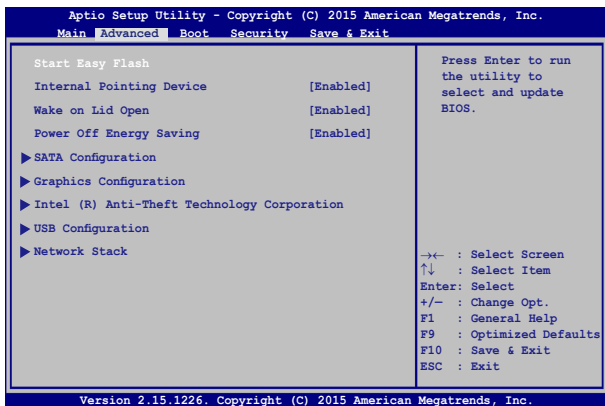 Aptio Setup Utility - Copyright (C) 2015 American Megatrends, Inc.
Main Advanced Boot Security Save & Exit
Start Easy Flash
Internal Pointing Device [Enabled]
Wake on Lid Open [Enabled]
Power Off Energy Saving [Enabled]
SATA Configuration
Graphics Configuration
Intel (R) Anti-Theft Technology Corporation
USB Configuration
Network Stack
Press Enter to run
the utility to
select and update
BIOS.
→← : Select Screen
↑↓ : Select Item
Enter: Select
+/— : Change Opt.
F1 : General Help
F9 : Optimized Defaults
F10 : Save & Exit
ESC : Exit
Version 2.15.1226. Copyright (C) 2015 American Megatrends, Inc.